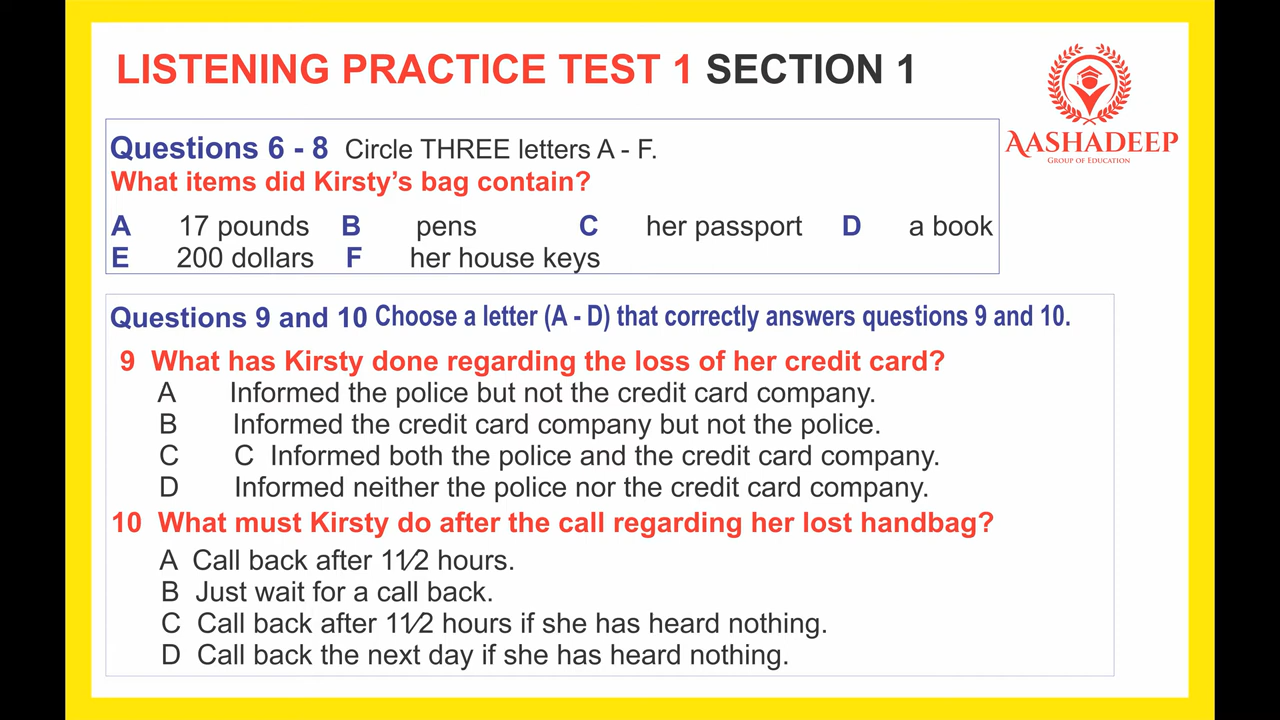 LISTENING PRACTICE TEST 1 SECTION 1
AASHADEEP
GROUP OF EDUCATION
Questions 6 - 8 Circle THREE letters A - F.
What items did Kirsty’s bag contain?
A 17 pounds B pens C her passport D a book
E 200 dollars F her house keys
Questions 9 and 10 Choose a letter (A - D) that correctly answers questions 9 and 10.
9 What has Kirsty done regarding the loss of her credit card?
A Informed the police but not the credit card company.
B Informed the credit card company but not the police.
C C Informed both the police and the credit card company.
D Informed neither the police nor the credit card company.
10 What must Kirsty do after the call regarding her lost handbag?
A Call back after 11⁄2 hours.
B Just wait for a call back.
C Call back after 11⁄2 hours if she has heard nothing.
D Call back the next day if she has heard nothing.